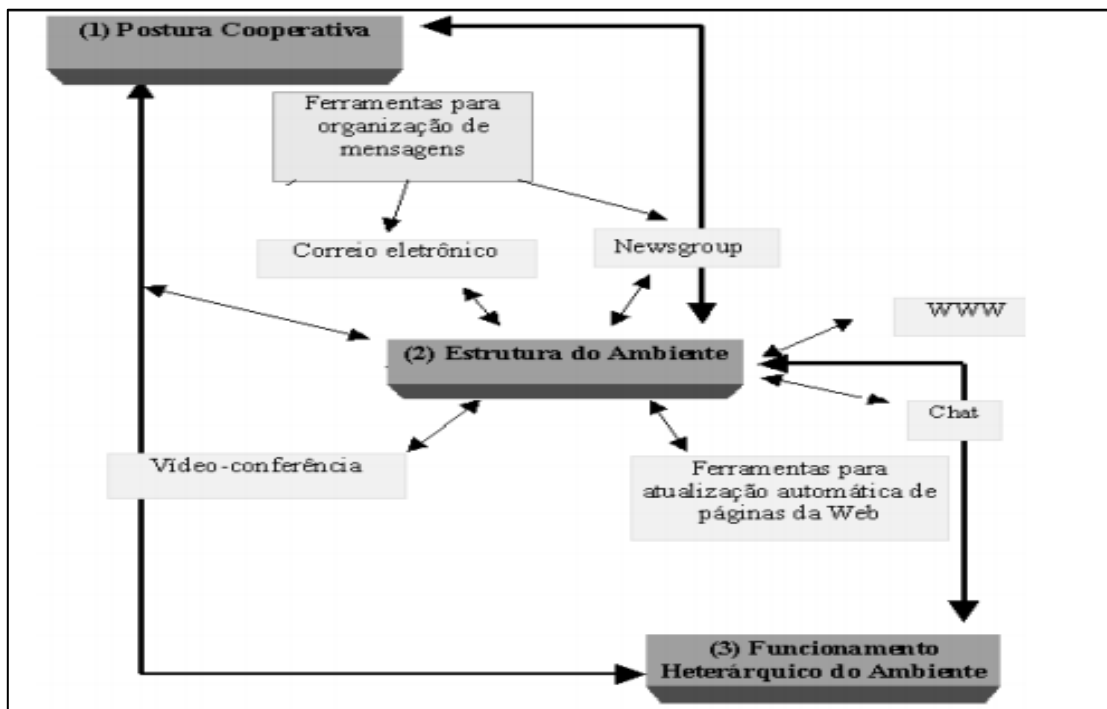 (1) Postura Cooperativa
Ferramentas para
organização de
mensagens
Correio eletrônico
Newsgroup
WWW
(2) Estrutura do Ambiente
Chat
Vídeo-conferência
Ferramentas para
atualização automática de
páginas da Web
(3) Funcionamento
Heterárquico do Ambiente